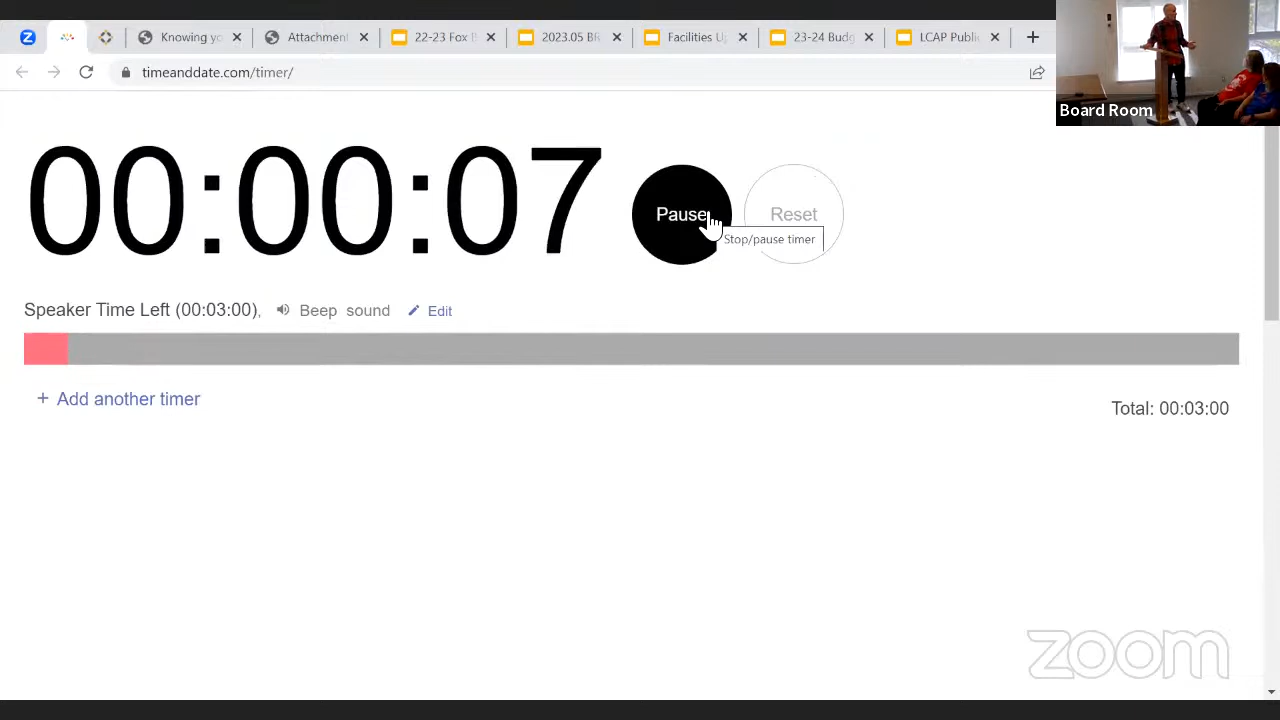 Knowing yo
Attachment
22-23 Fox B
2023.05 BR
Facilities U
23-24 Budg
LCAP Publi
timeanddate.com/timer/
Board Room
00:00:07
Pause
Reset
Stop/pause timer
Speaker Time Left (00:03:00),
Beep sound
Edit
+ Add another timer
Total: 00:03:00
zoom